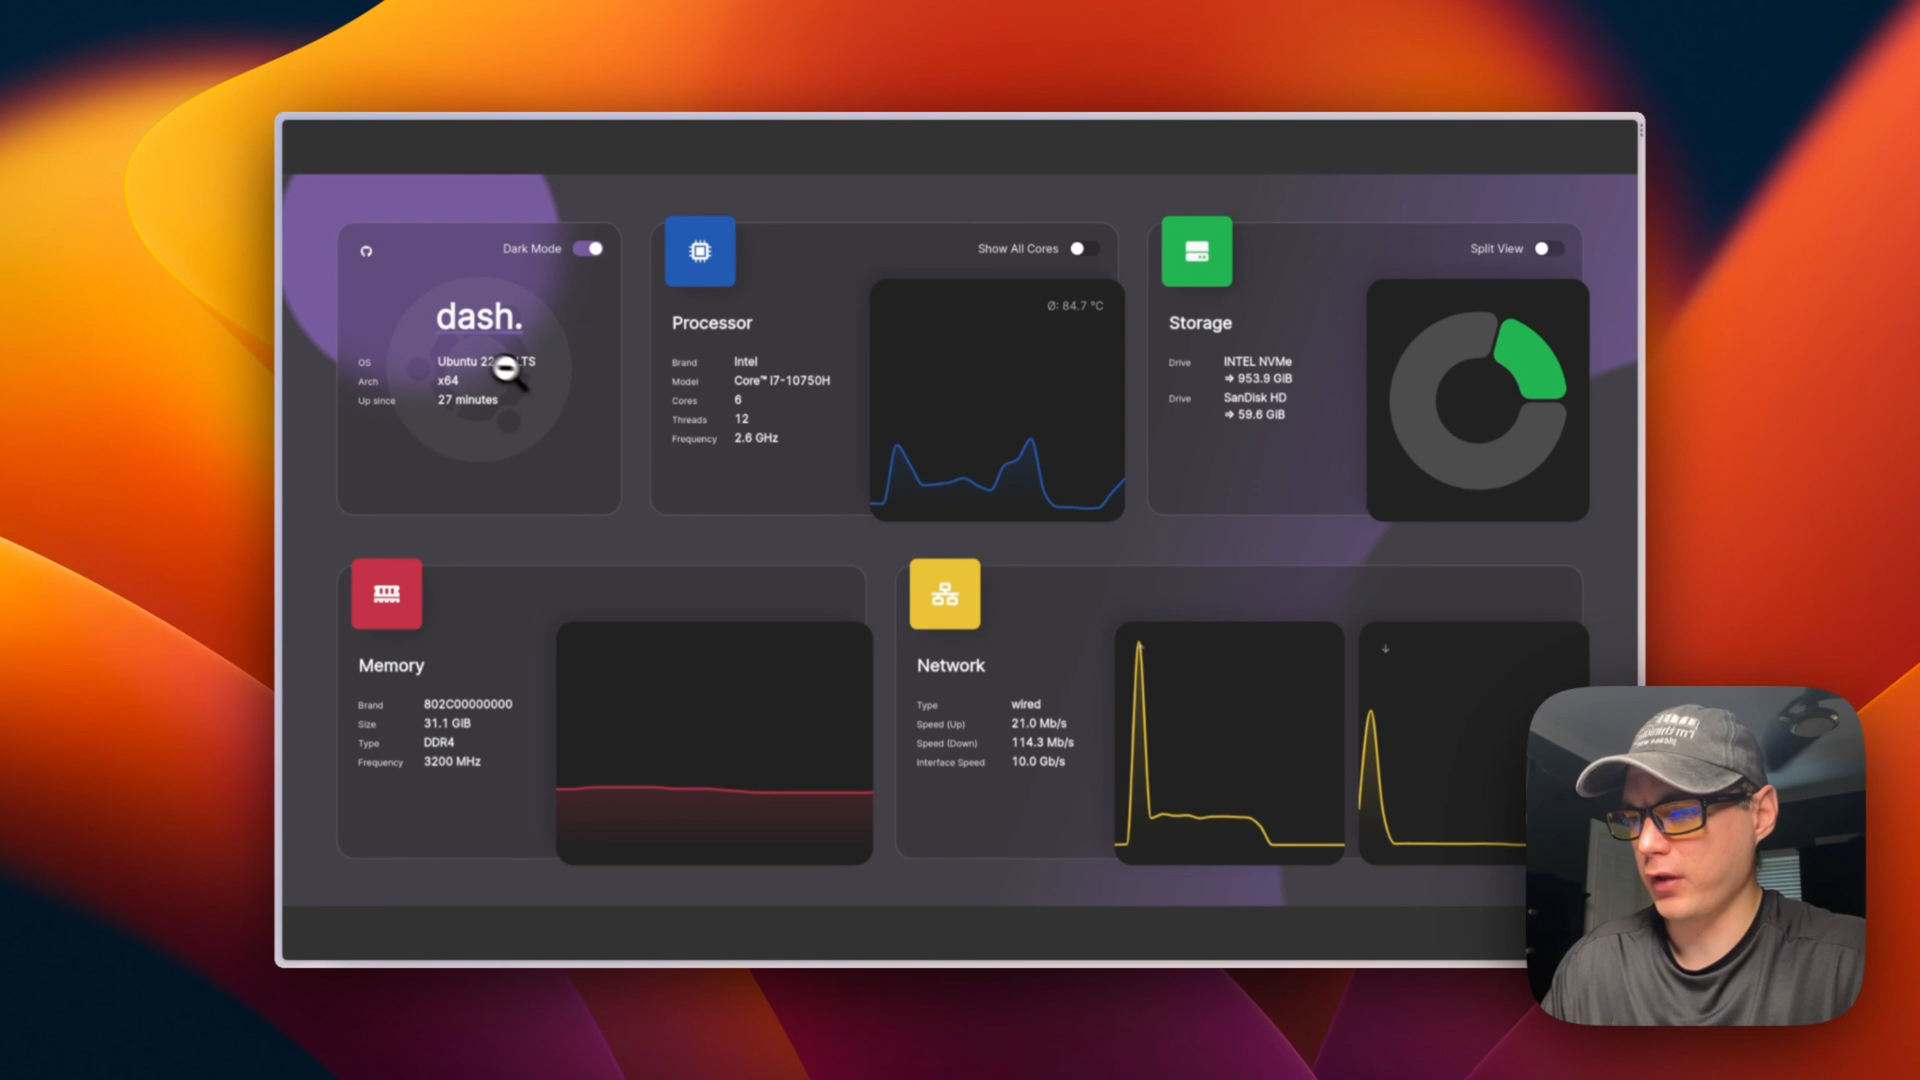 Dark Mode
dash.
OS Ubuntu 22 LTS
Arch x64
Up since 27 minutes
Show All Cores
Ø: 84.7 °C
Processor
Brand Intel
Model Core™ i7-10750H
Cores 6
Threads 12
Frequency 2.6 GHz
Split View
Storage
Drive INTEL NVMe
⇒ 953.9 GiB
Drive SanDisk HD
⇒ 59.6 GiB
Memory
Brand 802C00000000
Size 31.1 GiB
Type DDR4
Frequency 3200 MHz
Network
Type wired
Speed (Up) 21.0 Mb/s
Speed (Down) 114.3 Mb/s
Interface Speed 10.0 Gb/s